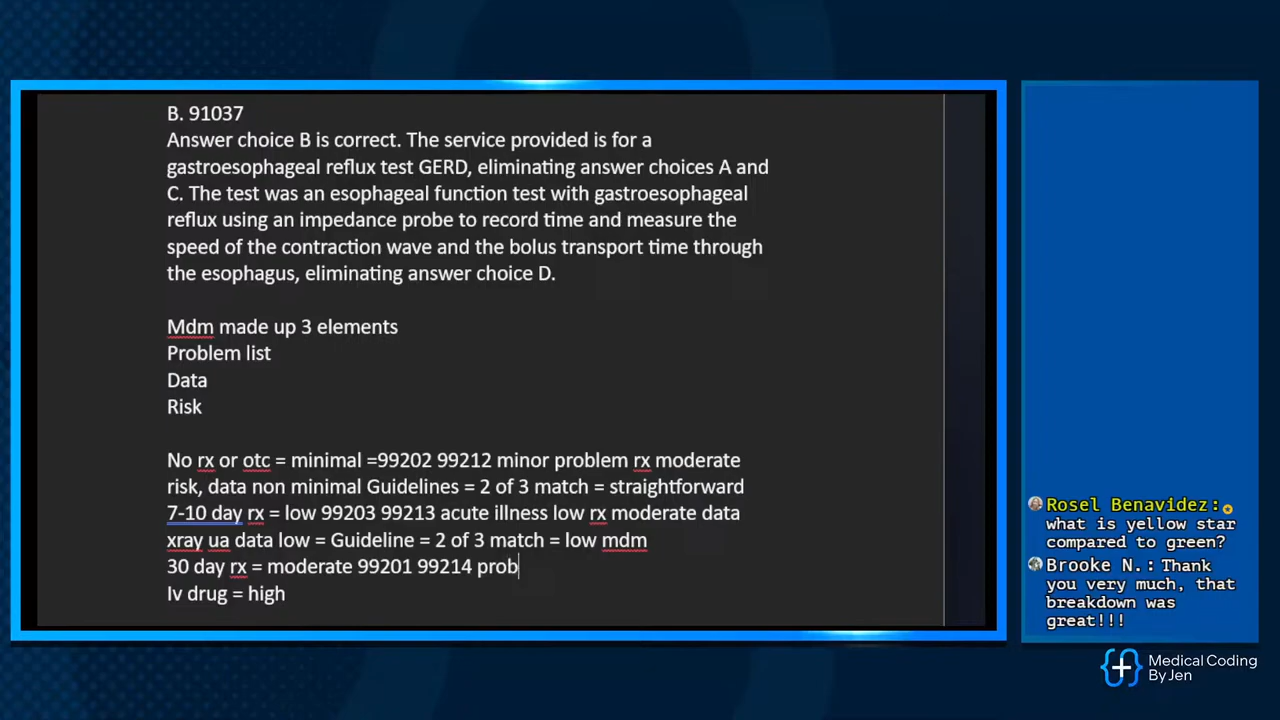 B. 91037
Answer choice B is correct. The service provided is for a
gastroesophageal reflux test GERD, eliminating answer choices A and
C. The test was an esophageal function test with gastroesophageal
reflux using an impedance probe to record time and measure the
speed of the contraction wave and the bolus transport time through
the esophagus, eliminating answer choice D.
Mdm made up 3 elements
Problem list
Data
Risk
No rx or otc = minimal =99202 99212 minor problem rx moderate
risk, data non minimal Guidelines = 2 of 3 match = straightforward
7-10 day rx = low 99203 99213 acute illness low rx moderate data
xray ua data low = Guideline = 2 of 3 match = low mdm
30 day rx = moderate 99201 99214 prob
Iv drug = high
Rosel Benavidez:
what is yellow star
compared to green?
Brooke N.: Thank
you very much, that
breakdown was
great!!!
Medical Coding
By Jen